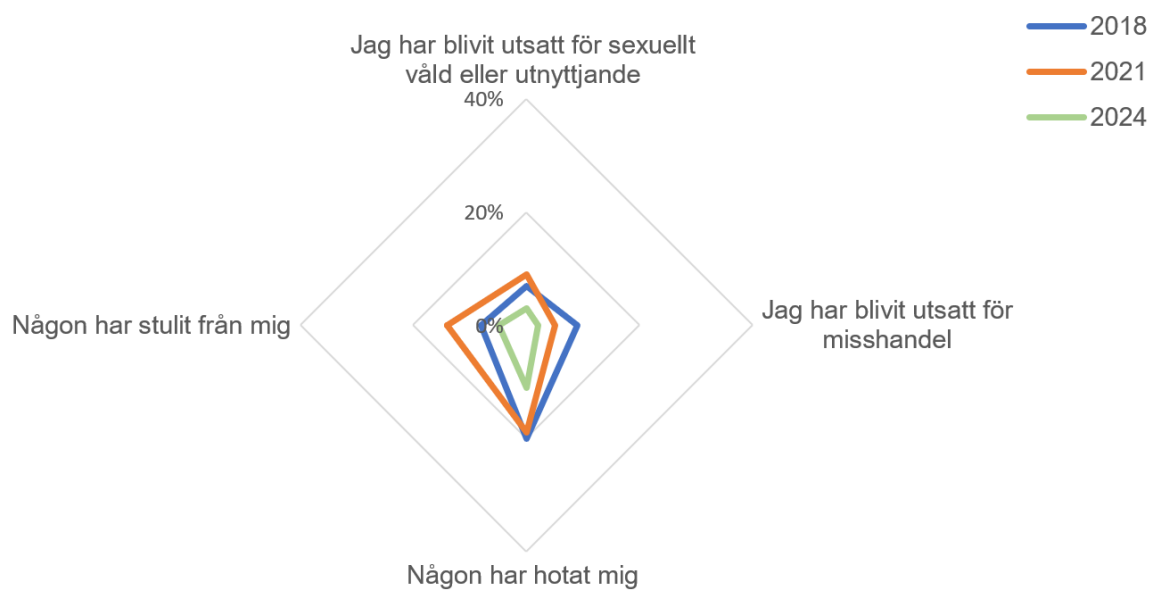 2018
2021
2024
Jag har blivit utsatt för sexuellt
våld eller utnyttjande
40%
20%
0%
Jag har blivit utsatt för
misshandel
Någon har stulit från mig
Någon har hotat mig